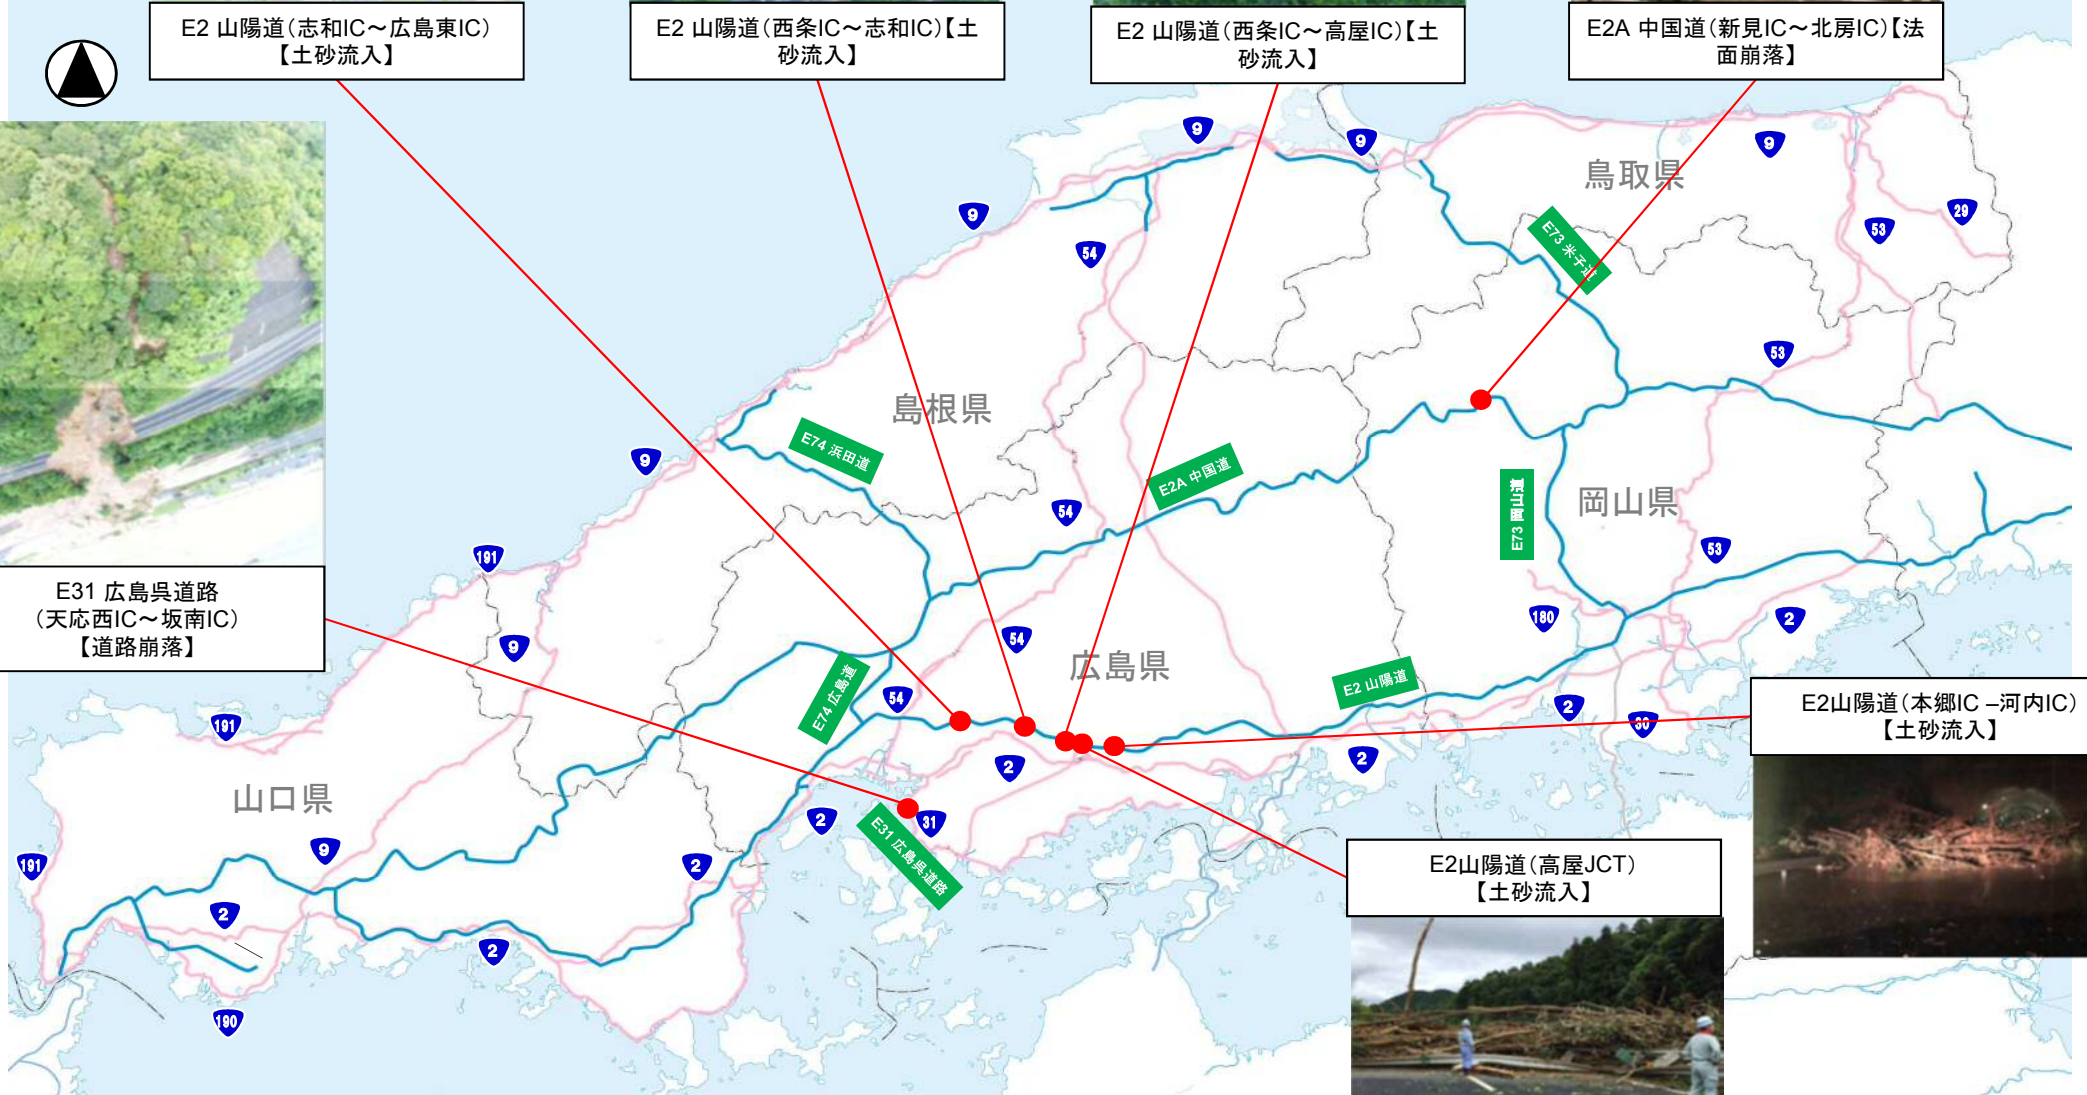 E2 山陽道（志和IC～広島東IC）
【土砂流入】
E2 山陽道（西条IC～志和IC）【土
砂流入】
E2 山陽道（西条IC～高屋IC）【土
砂流入】
E2A 中国道（新見IC～北房IC）【法
面崩落】
9
9
9
鳥取県
29
9
53
54
E73 米子道
53
島根県
E74 浜田道
9
E2A 中国道
E73 岡山道
岡山県
54
53
191
E31 広島呉道路
（天応西IC～坂南IC）
【道路崩落】
9
54
180
2
広島県
E74 広島道
54
E2 山陽道
2
30
E2山陽道（本郷IC –河内IC）
【土砂流入】
191
2
2
山口県
2
31
E31 広島呉道路
9
191
2
E2山陽道（高屋JCT）
【土砂流入】
2
2
190